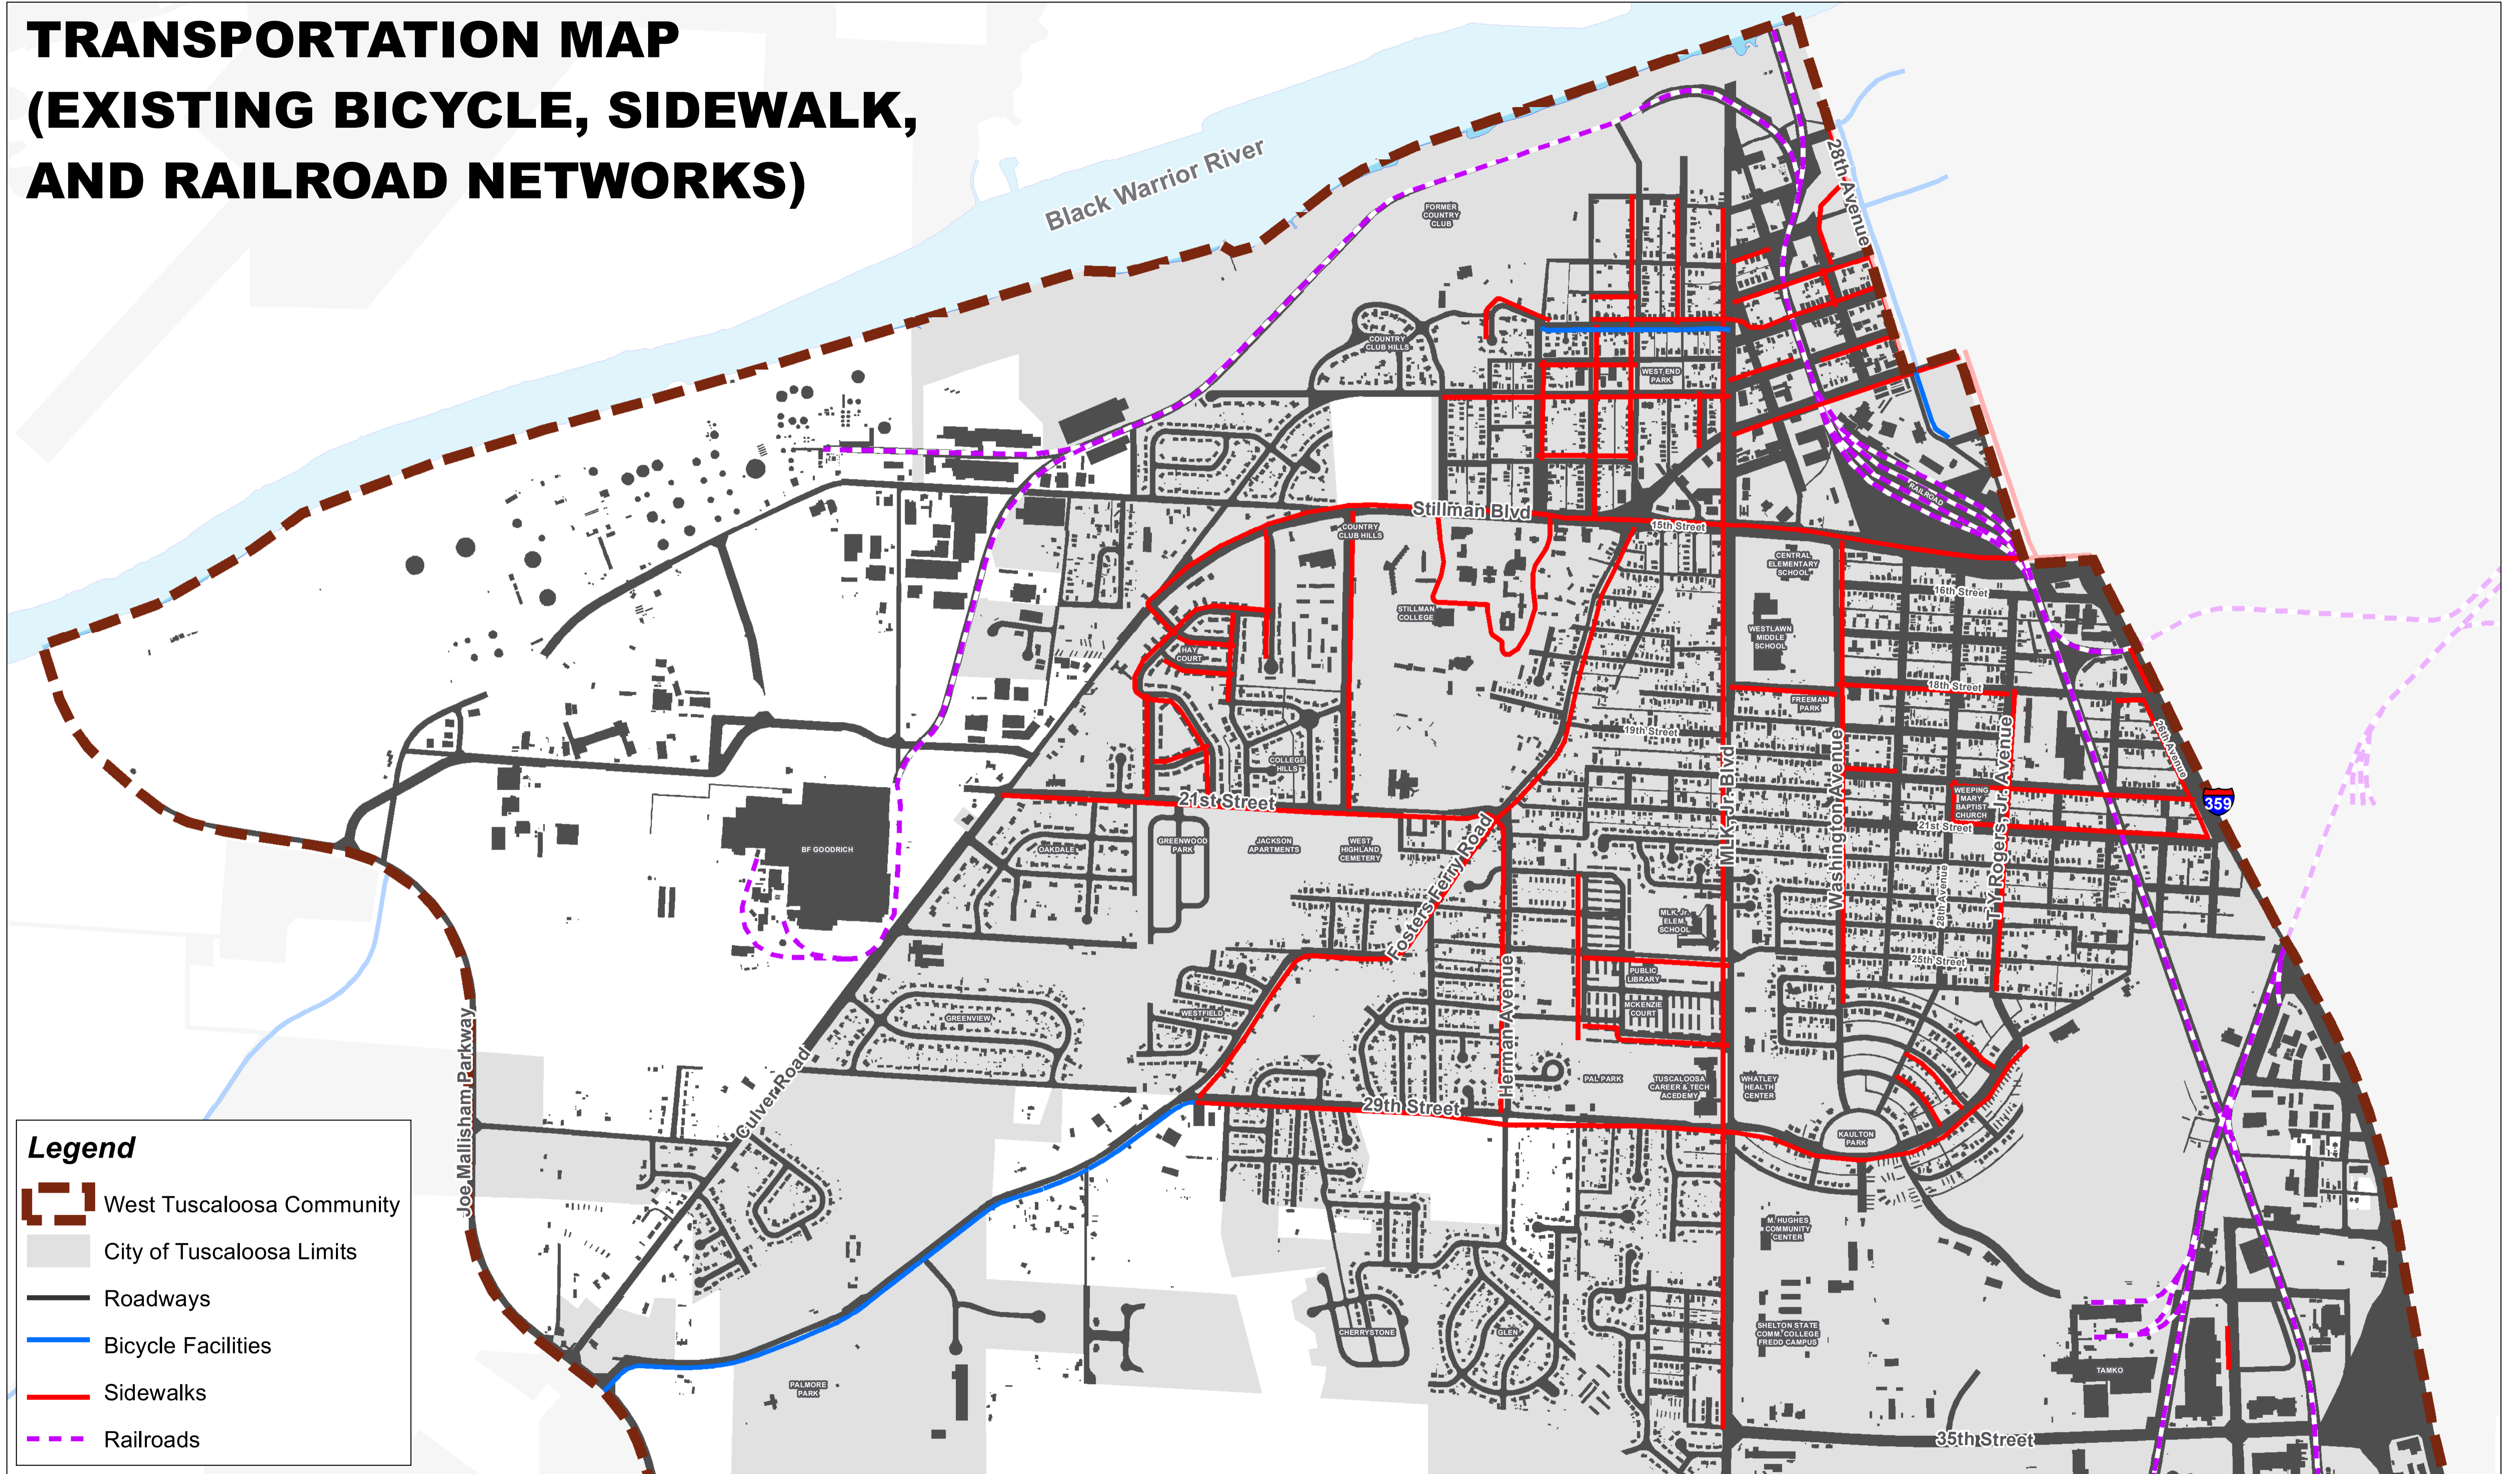 TRANSPORTATION MAP
(EXISTING BICYCLE, SIDEWALK,
AND RAILROAD NETWORKS)
Black Warrior River
28th Avenue
FORMER
COUNTRY
CLUB
COUNTRY
CLUB HILLS
WEST END
PARK
RAILROAD
Stillman Blvd
15th Street
COUNTRY
CLUB HILLS
CENTRAL
ELEMENTARY
SCHOOL
16th Street
STILLMAN
COLLEGE
WESTLAWN
MIDDLE
SCHOOL
HAY
COURT
18th Street
FREEMAN
PARK
19th Street
26th Avenue
COLLEGE
HILLS
MLK Jr Blvd
Washington Avenue
T Y Rogers Jr Avenue
WEEPING
MARY
BAPTIST
CHURCH
359
21st Street
21st Street
BF GOODRICH
OAKDALE
GREENWOOD
PARK
JACKSON
APARTMENTS
WEST
HIGHLAND
CEMETERY
Fosters Ferry Road
28th Avenue
MLK. Jr.
ELEM.
SCHOOL
25th Street
PUBLIC
LIBRARY
MCKENZIE
COURT
GREENVIEW
WESTFIELD
Herman Avenue
Joe Mallisham Parkway
Culver Road
PAL PARK
TUSCALOOSA
CAREER & TECH
ACEDEMY
WHATLEY
HEALTH
CENTER
29th Street
KAULTON
PARK
M. HUGHES
COMMUNITY
CENTER
CHERRYSTONE
GLEN
SHELTON STATE
COMM. COLLEGE
FREDD CAMPUS
TAMKO
PALMORE
PARK
35th Street
Legend
West Tuscaloosa Community
City of Tuscaloosa Limits
Roadways
Bicycle Facilities
Sidewalks
Railroads